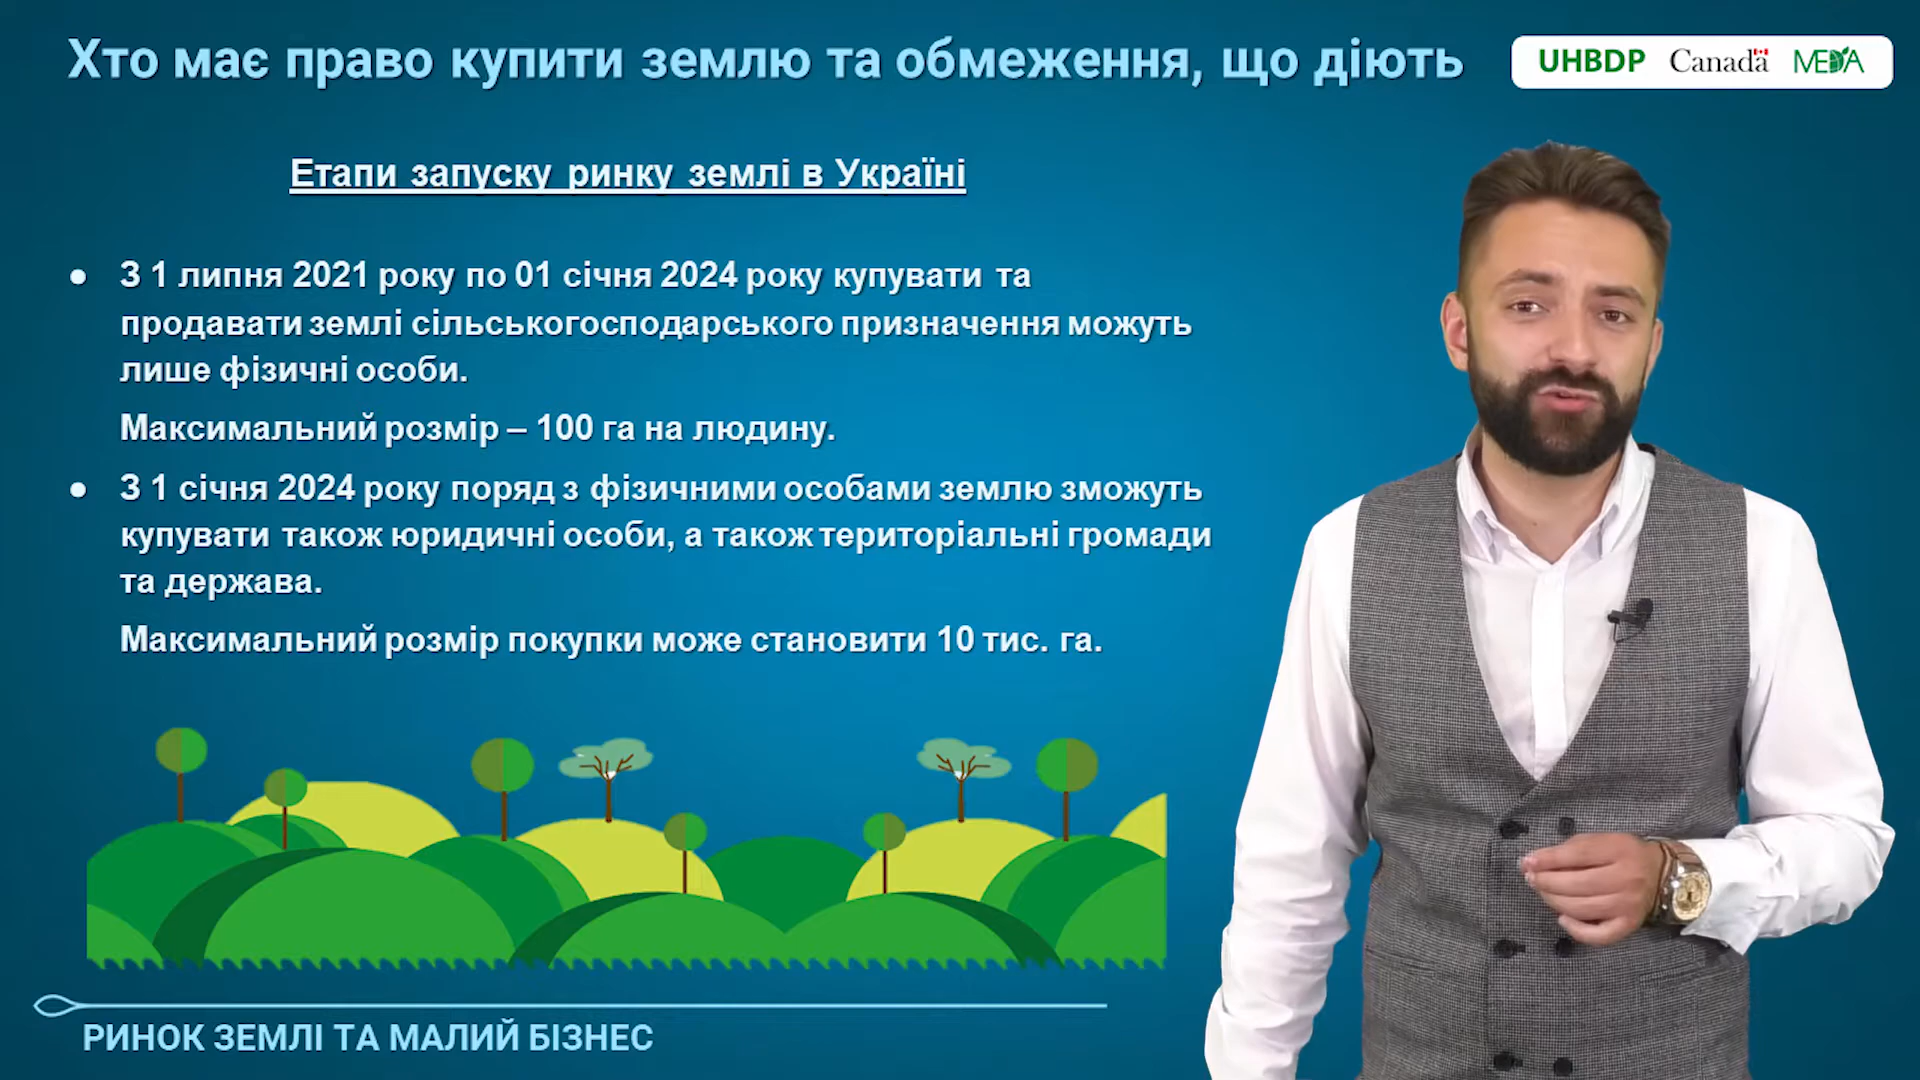 Хто має право купити землю та обмеження, що діють
UHBDP Canada MEDA
Етапи запуску ринку землі в Україні
● З 1 липня 2021 року по 01 січня 2024 року купувати та
продавати землі сільськогосподарського призначення можуть
лише фізичні особи.
Максимальний розмір – 100 га на людину.
● З 1 січня 2024 року поряд з фізичними особами землю зможуть
купувати також юридичні особи, а також територіальні громади
та держава.
Максимальний розмір покупки може становити 10 тис. га.
РИНОК ЗЕМЛІ ТА МАЛИЙ БІЗНЕС